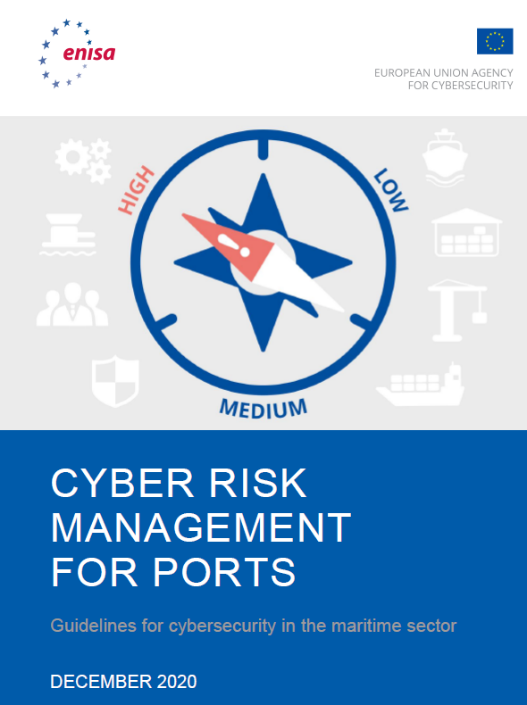 enisa
EUROPEAN UNION AGENCY
FOR CYBERSECURITY
HIGH
LOW
MEDIUM
CYBER RISK
MANAGEMENT
FOR PORTS
Guidelines for cybersecurity in the maritime sector
DECEMBER 2020